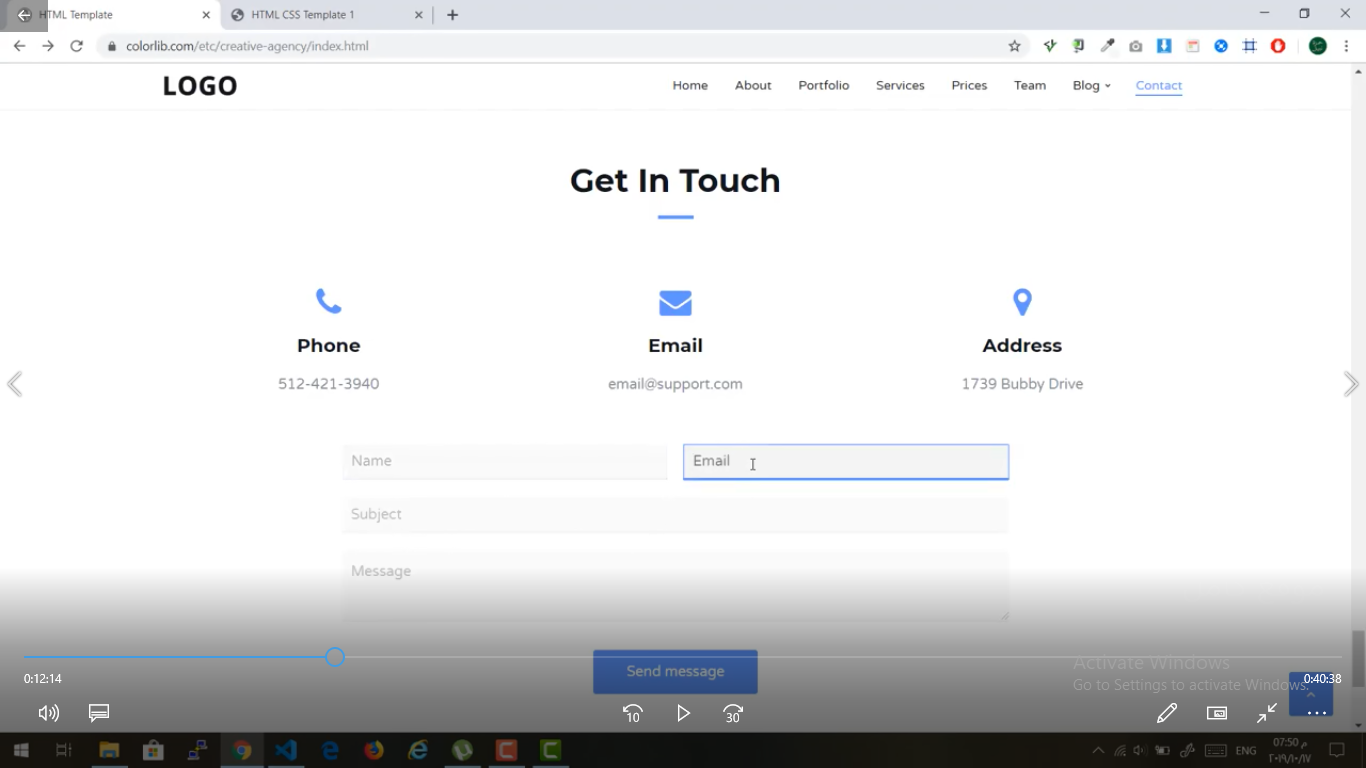 HTML Template
HTML CSS Template 1
colorlib.com/etc/creative-agency/index.html
LOGO
Home
About
Portfolio
Services
Prices
Team
Blog
Contact
Get In Touch
Phone
Email
Address
512-421-3940
email@support.com
1739 Bubby Drive
Name
Email
Subject
Message
Send message
Activate Windows
Go to Settings to activate Windows.
0:12:14
0:40:38
10
30
ENG
07:50 م
٢٠١٩/١٠/١٧